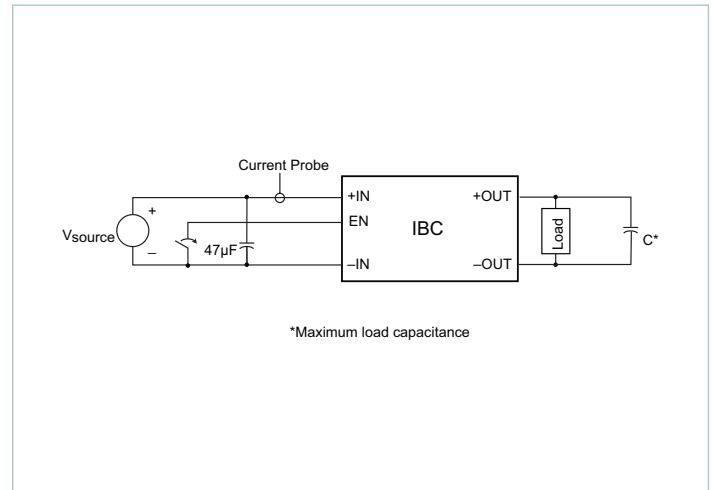 Current Probe
+IN
+OUT
+
EN
IBC
Load
Vsource
47µF
C*
–
–IN
–OUT
*Maximum load capacitance